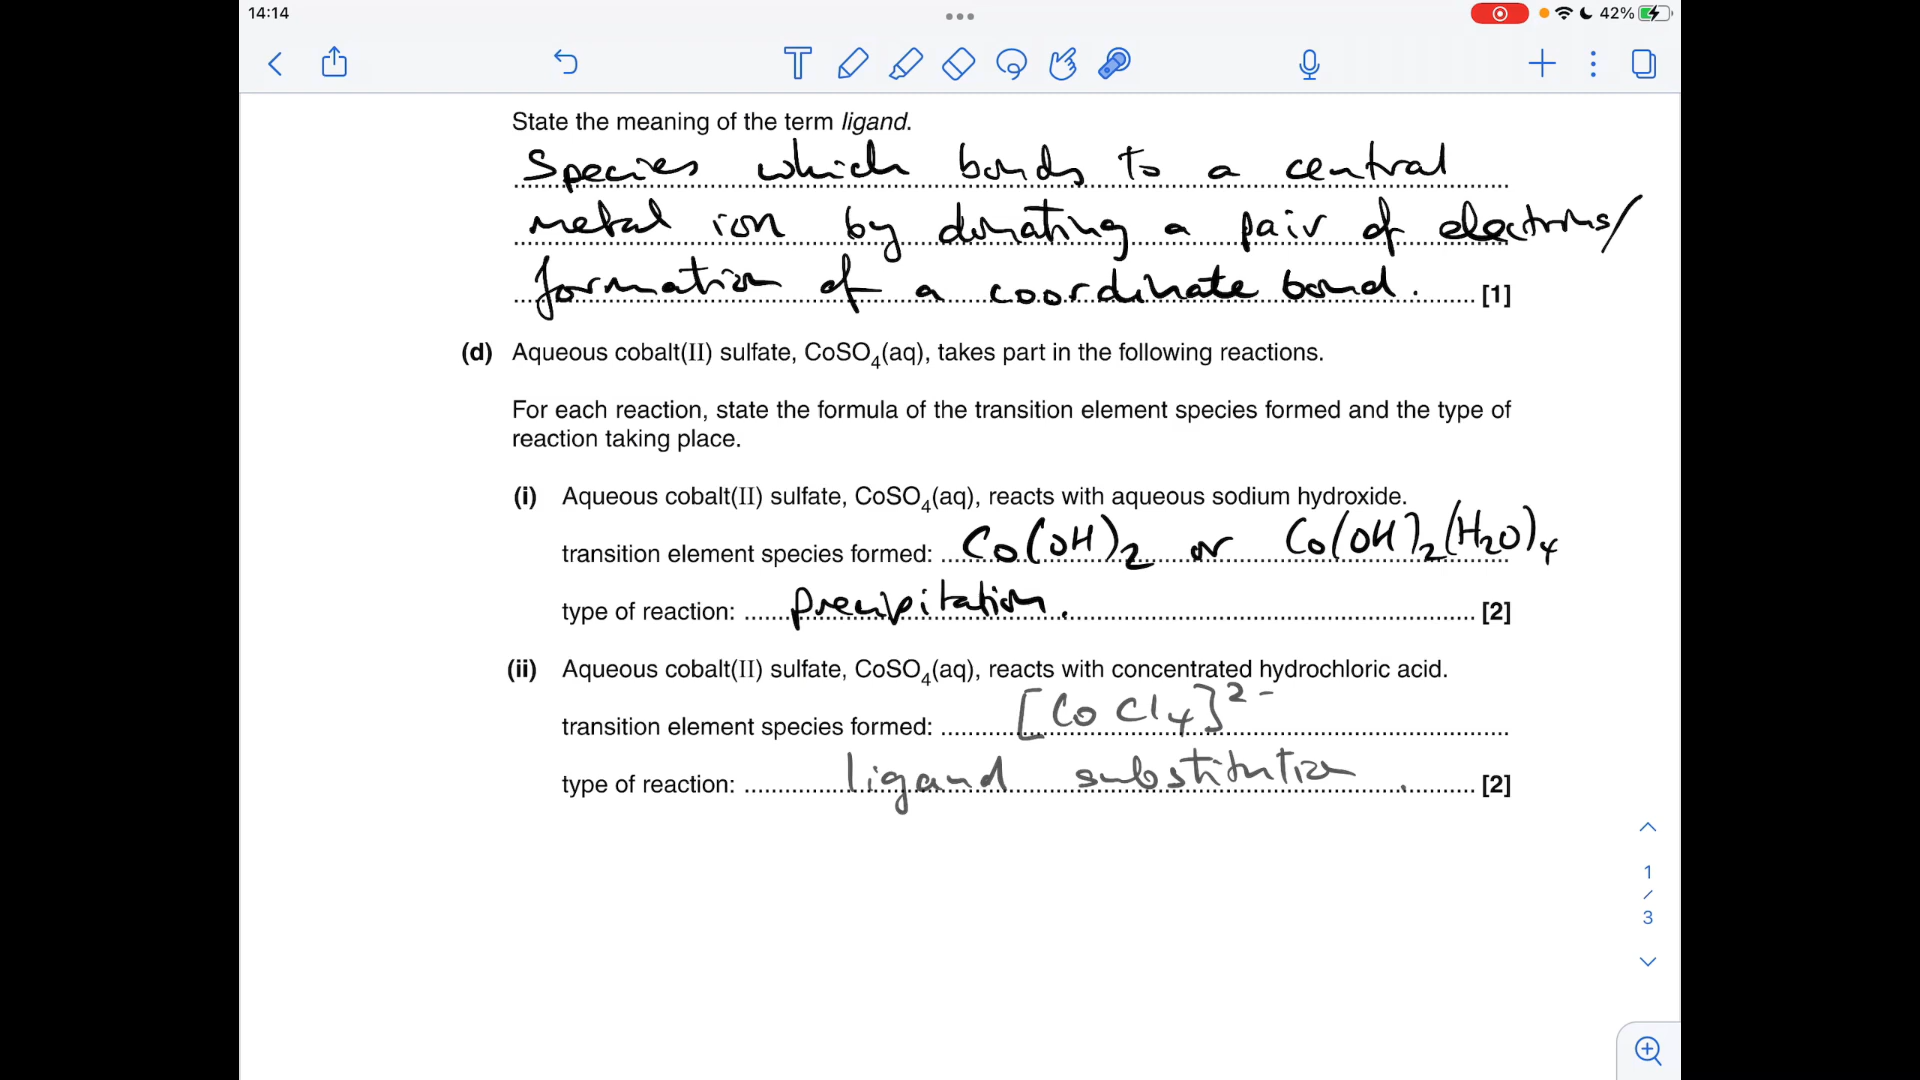 14:14
42%
State the meaning of the term ligand.
Species which bonds to a central
metal ion by donating a pair of electrons/
formation of a coordinate bond. [1]
(d) Aqueous cobalt(II) sulfate, CoSO₄(aq), takes part in the following reactions.
For each reaction, state the formula of the transition element species formed and the type of
reaction taking place.
(i) Aqueous cobalt(II) sulfate, CoSO₄(aq), reacts with aqueous sodium hydroxide.
transition element species formed: Co(OH)₂ or Co(OH)₂(H₂O)₄
type of reaction: precipitation. [2]
(ii) Aqueous cobalt(II) sulfate, CoSO₄(aq), reacts with concentrated hydrochloric acid.
transition element species formed: [CoCl₄]²⁻
type of reaction: ligand substitution. [2]
1
/
3